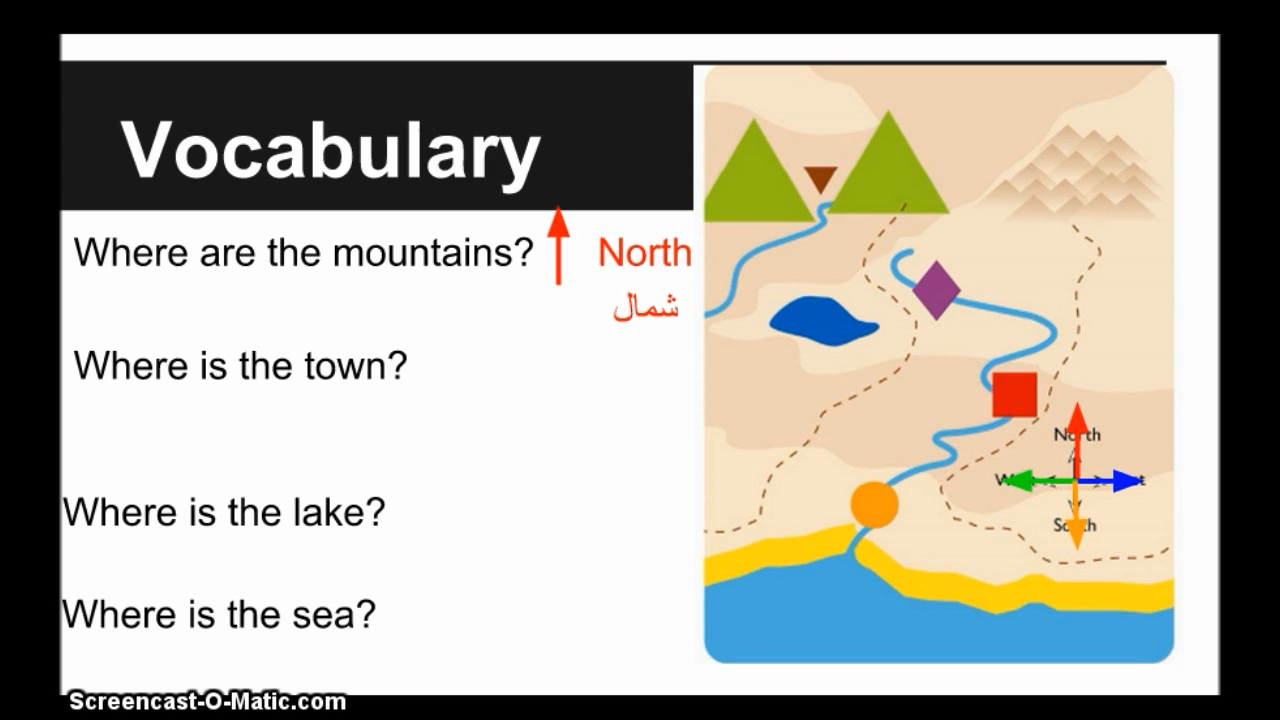 Vocabulary
Where are the mountains?
North
شمال
Where is the town?
Where is the lake?
Where is the sea?
North
South
Screencast-O-Matic.com